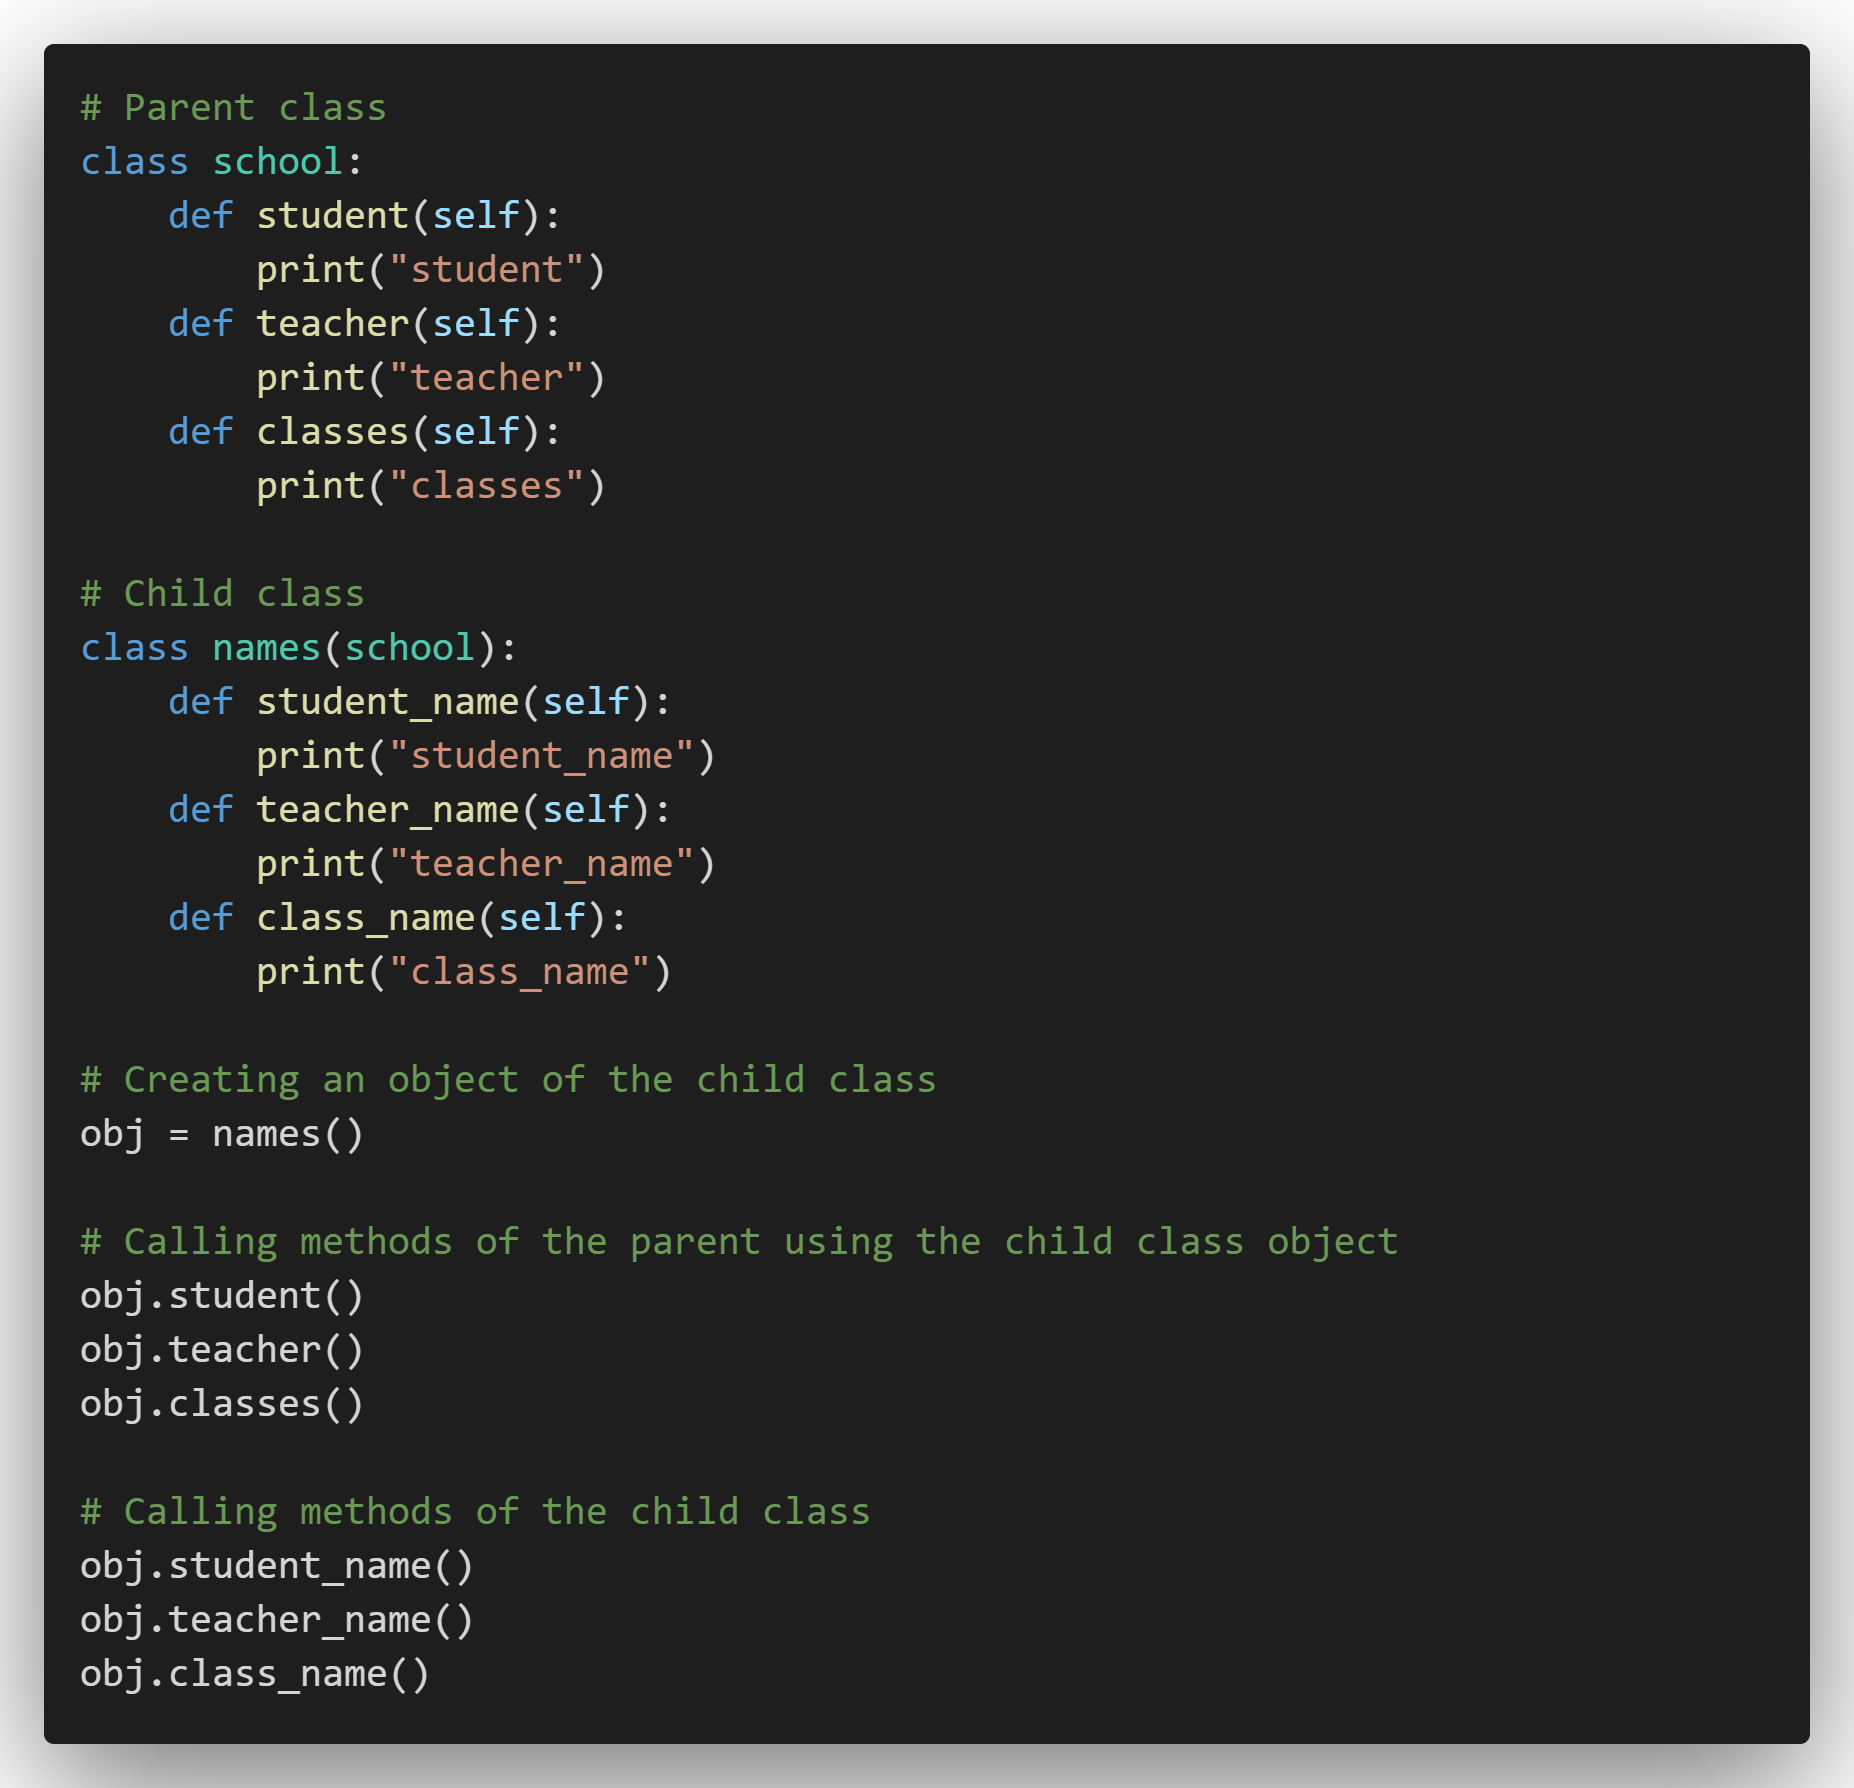 # Parent class
class school:
    def student(self):
        print("student")
    def teacher(self):
        print("teacher")
    def classes(self):
        print("classes")

# Child class
class names(school):
    def student_name(self):
        print("student_name")
    def teacher_name(self):
        print("teacher_name")
    def class_name(self):
        print("class_name")

# Creating an object of the child class
obj = names()

# Calling methods of the parent using the child class object
obj.student()
obj.teacher()
obj.classes()

# Calling methods of the child class
obj.student_name()
obj.teacher_name()
obj.class_name()